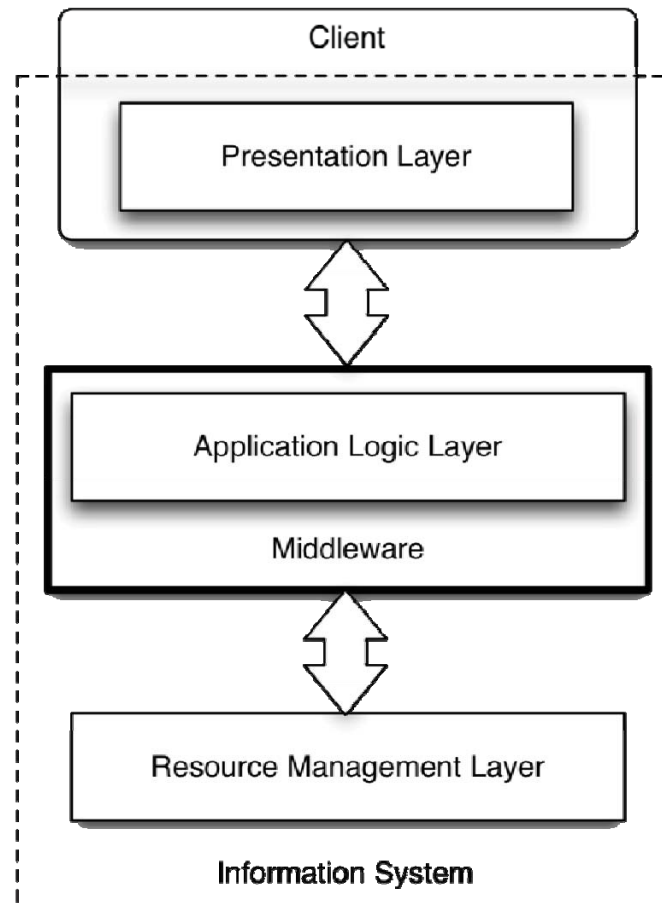 Client
Presentation Layer
Application Logic Layer
Middleware
Resource Management Layer
Information System